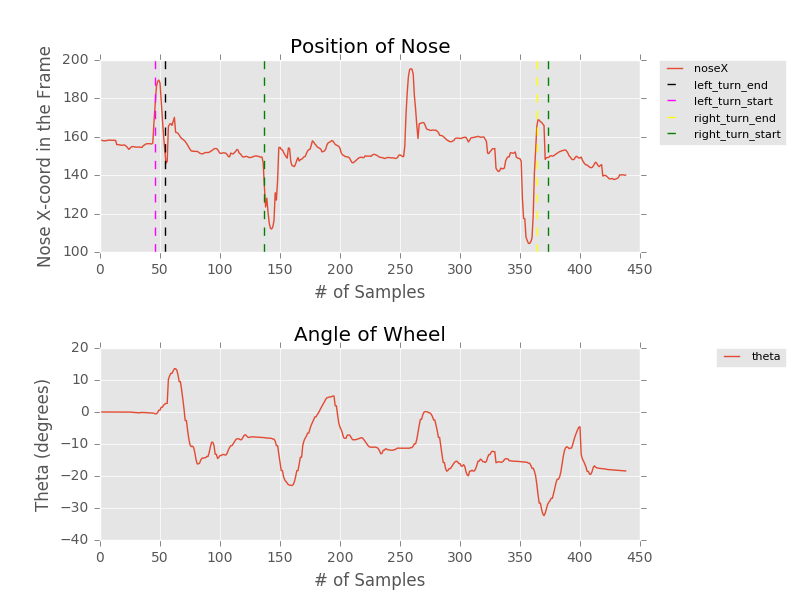 Position of Nose
Nose X-coord in the Frame
200
180
160
140
120
100
0 50 100 150 200 250 300 350 400 450
# of Samples
noseX
left_turn_end
left_turn_start
right_turn_end
right_turn_start
Angle of Wheel
Theta (degrees)
20
10
0
−10
−20
−30
−40
0 50 100 150 200 250 300 350 400 450
# of Samples
theta